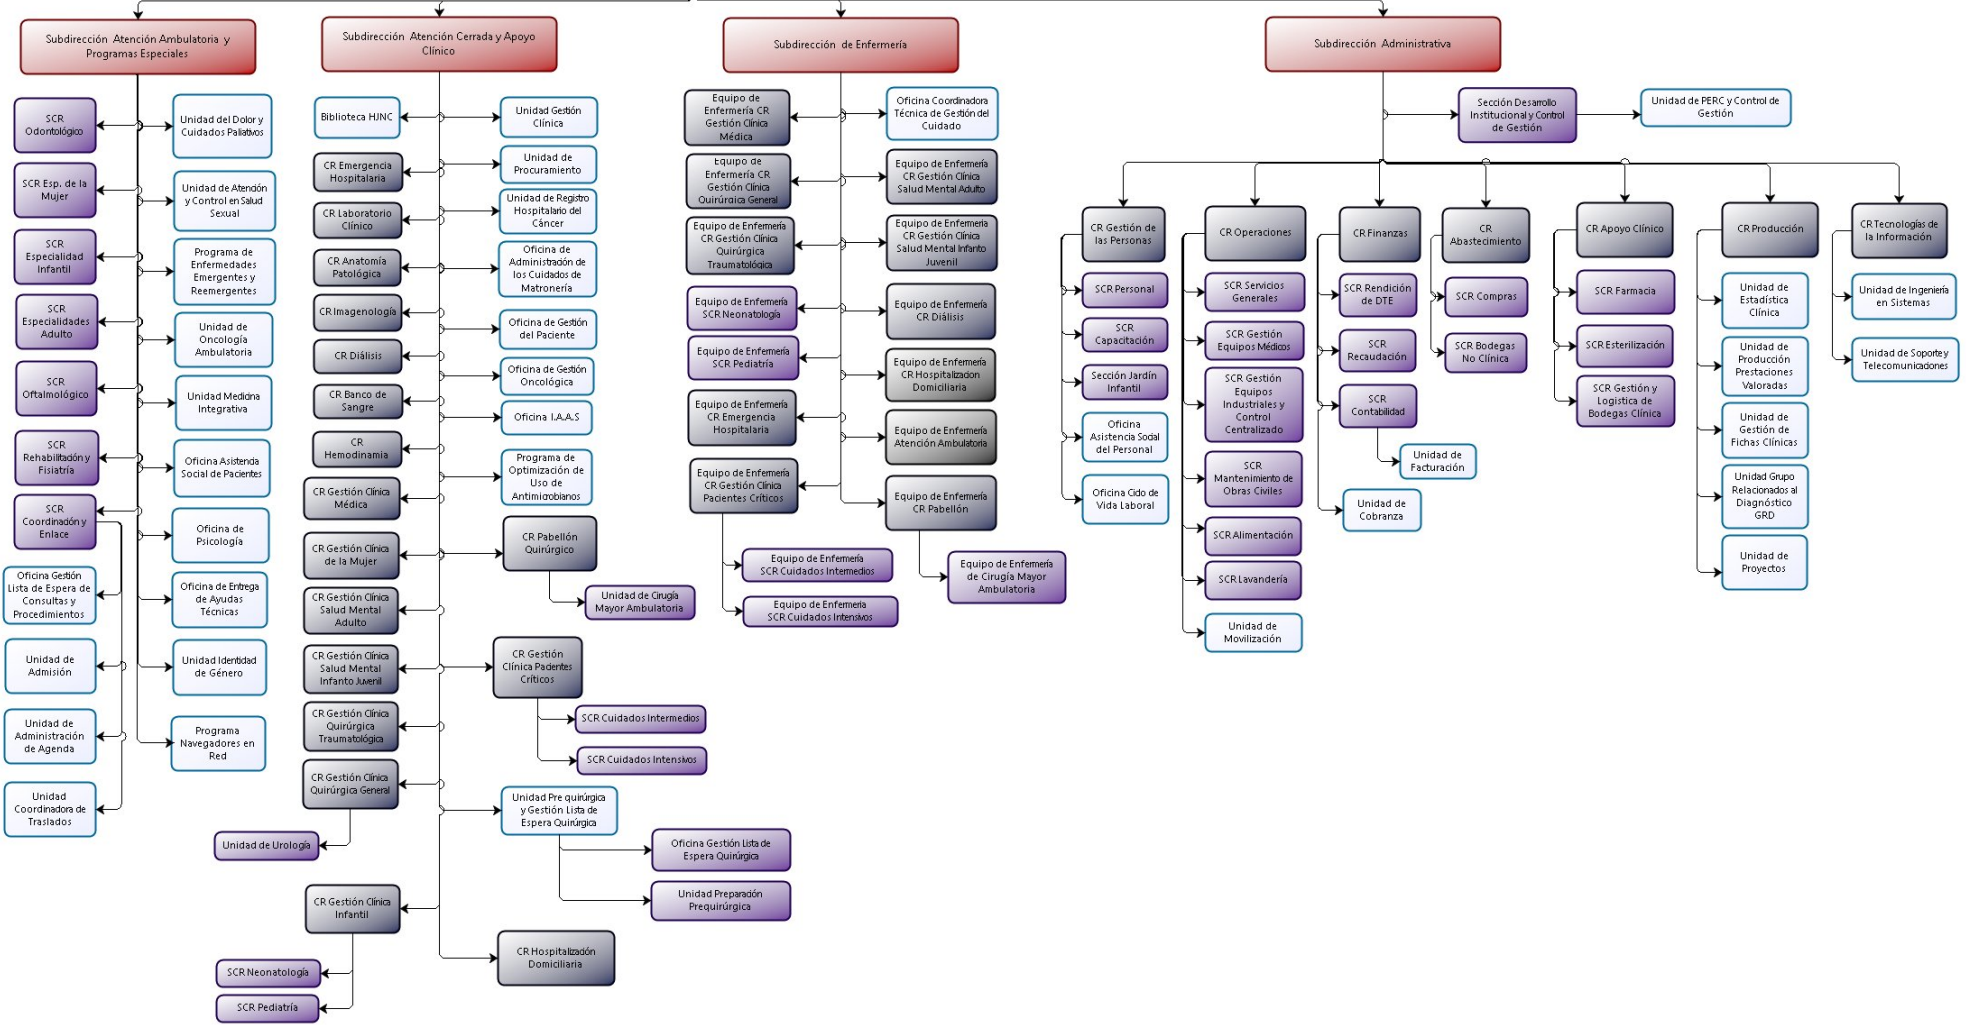 Subdirección Atención Ambulatoria y
Programas Especiales
SCR
Odontológico
SCR Esp. de la
Mujer
SCR
Especialidad
Infantil
SCR
Especialidades
Adulto
SCR
Oftalmológico
SCR
Rehabilitación y
Fisiatría
SCR
Coordinación y
Enlace
Oficina Gestión
Lista de Espera de
Consultas y
Procedimientos
Unidad de
Admisión
Unidad de
Administración
de Agenda
Unidad
Coordinadora de
Traslados
Unidad del Dolor y
Cuidados Paliativos
Unidad de Atención
y Control en Salud
Sexual
Programa de
Enfermedades
Emergentes y
Reemergentes
Unidad de
Oncología
Ambulatoria
Unidad Medicina
Integrativa
Oficina Asistencia
Social de Pacientes
Oficina de
Psicología
Oficina de Entrega
de Ayudas
Técnicas
Unidad Identidad
de Género
Programa
Navegadores en
Red
Subdirección Atención Cerrada y Apoyo
Clínico
Biblioteca HJNC
CR Emergencia
Hospitalaria
CR Laboratorio
Clínico
CR Anatomía
Patológica
CR Imagenología
CR Diálisis
CR Banco de
Sangre
CR
Hemodinamia
CR Gestión Clínica
Médica
CR Gestión Clínica
de la Mujer
CR Gestión Clínica
Salud Mental
Adulto
CR Gestión Clínica
Salud Mental
Infanto Juvenil
CR Gestión Clínica
Quirúrgica
Traumatológica
CR Gestión Clínica
Quirúrgica General
Unidad de Urología
CR Gestión Clínica
Infantil
SCR Neonatología
SCR Pediatría
Unidad Gestión
Clínica
Unidad de
Procuramiento
Unidad de Registro
Hospitalario del
Cáncer
Oficina de
Administración de
los Cuidados de
Matronería
Oficina de Gestión
del Paciente
Oficina de Gestión
Oncológica
Oficina I.A.A.S
Programa de
Optimización de
Uso de
Antimicrobianos
CR Pabellón
Quirúrgico
Unidad de Cirugía
Mayor Ambulatoria
CR Gestión
Clínica Pacientes
Críticos
SCR Cuidados Intermedios
SCR Cuidados Intensivos
Unidad Pre quirúrgica
y Gestión Lista de
Espera Quirúrgica
Oficina Gestión Lista de
Espera Quirúrgica
Unidad Preparación
Prequirúrgica
CR Hospitalización
Domiciliaria
Subdirección de Enfermería
Equipo de
Enfermería CR
Gestión Clínica
Médica
Equipo de
Enfermería CR
Gestión Clínica
Quirúrgica General
Equipo de Enfermería
CR Gestión Clínica
Quirúrgica
Traumatológica
Equipo de Enfermería
SCR Neonatología
Equipo de Enfermería
SCR Pediatría
Equipo de Enfermería
CR Emergencia
Hospitalaria
Equipo de Enfermería
CR Gestión Clínica
Pacientes Críticos
Equipo de Enfermería
SCR Cuidados Intermedios
Equipo de Enfermeria
SCR Cuidados Intensivos
Oficina Coordinadora
Técnica de Gestión del
Cuidado
Equipo de Enfermería
CR Gestión Clínica
Salud Mental Adulto
Equipo de Enfermeria
CR Gestión Clínica
Salud Mental Infanto
Juvenil
Equipo de Enfermería
CR Diálisis
Equipo de Enfermería
CR Hospitalizacion
Domiciliaria
Equipo de Enfermería
Atención Ambulatoria
Equipo de Enfermería
CR Pabellón
Equipo de Enfermería
de Cirugía Mayor
Ambulatoria
Subdirección Administrativa
Sección Desarrollo
Institucional y Control
de Gestión
Unidad de PERC y Control de
Gestión
CR Gestión de
las Personas
SCR Personal
SCR
Capacitación
Sección Jardín
Infantil
Oficina
Asistencia Social
del Personal
Oficina Ciclo de
Vida Laboral
CR Operaciones
SCR Servicios
Generales
SCR Gestión
Equipos Médicos
SCR Gestión
Equipos
Industriales y
Control
Centralizado
SCR
Mantenimiento de
Obras Civiles
SCR Alimentación
SCR Lavandería
Unidad de
Movilización
CR Finanzas
SCR Rendición
de DTE
SCR
Recaudación
SCR
Contabilidad
Unidad de
Facturación
Unidad de
Cobranza
CR
Abastecimiento
SCR Compras
SCR Bodegas
No Clínica
CR Apoyo Clínico
SCR Farmacia
SCR Esterilización
SCR Gestión y
Logistica de
Bodegas Clínica
CR Producción
Unidad de
Estadística
Clínica
Unidad de
Producción
Prestaciones
Valoradas
Unidad de
Gestión de
Fichas Clínicas
Unidad Grupo
Relacionados al
Diagnóstico
GRD
Unidad de
Proyectos
CR Tecnologías de
la Información
Unidad de Ingeniería
en Sistemas
Unidad de Soporte y
Telecomunicaciones